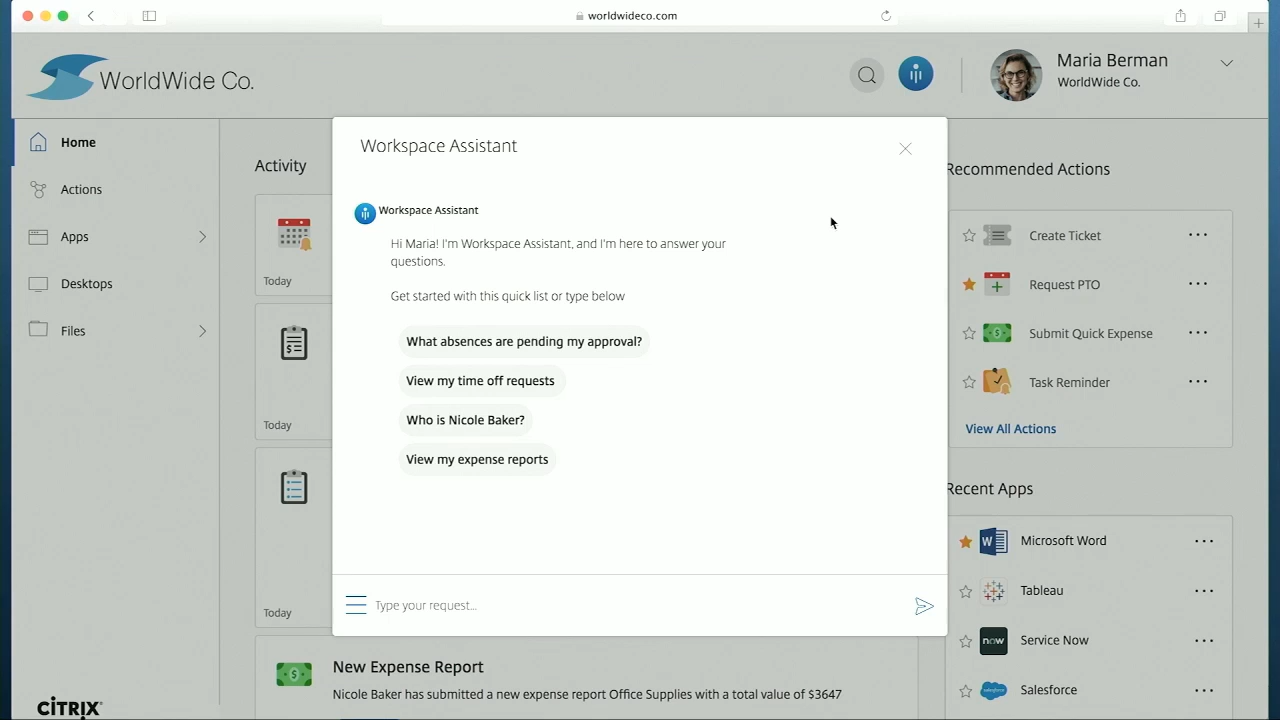 worldwideco.com
WorldWide Co.
Maria Berman
WorldWide Co.
Home
Actions
Apps
Desktops
Files
CİTRIX
Activity
Today
Today
Today
Workspace Assistant
Workspace Assistant
Hi Maria! I'm Workspace Assistant, and I'm here to answer your
questions.
Get started with this quick list or type below
What absences are pending my approval?
View my time off requests
Who is Nicole Baker?
View my expense reports
Type your request...
New Expense Report
Nicole Baker has submitted a new expense report Office Supplies with a total value of $3647
Recommended Actions
Create Ticket
Request PTO
Submit Quick Expense
Task Reminder
View All Actions
Recent Apps
Microsoft Word
Tableau
now
Service Now
Salesforce